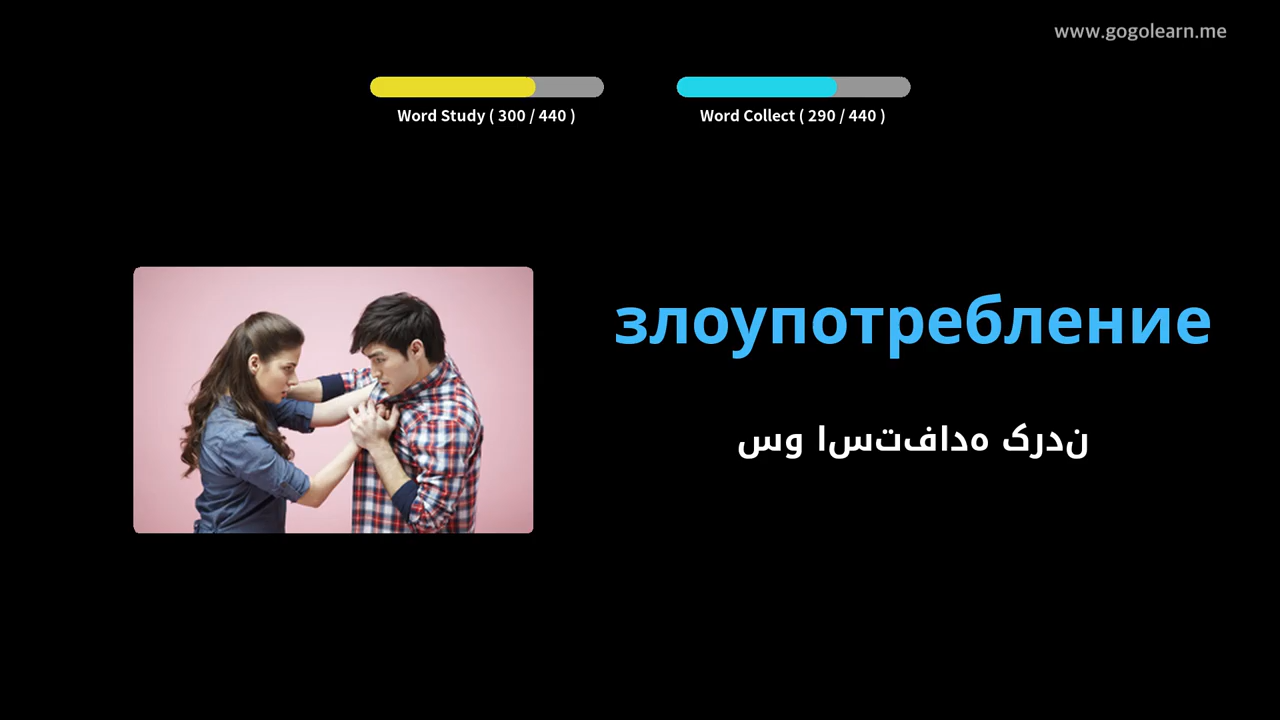 www.gogolearn.me
Word Study ( 300 / 440 )
Word Collect ( 290 / 440 )
злоупотребление
سو استفاده کردن